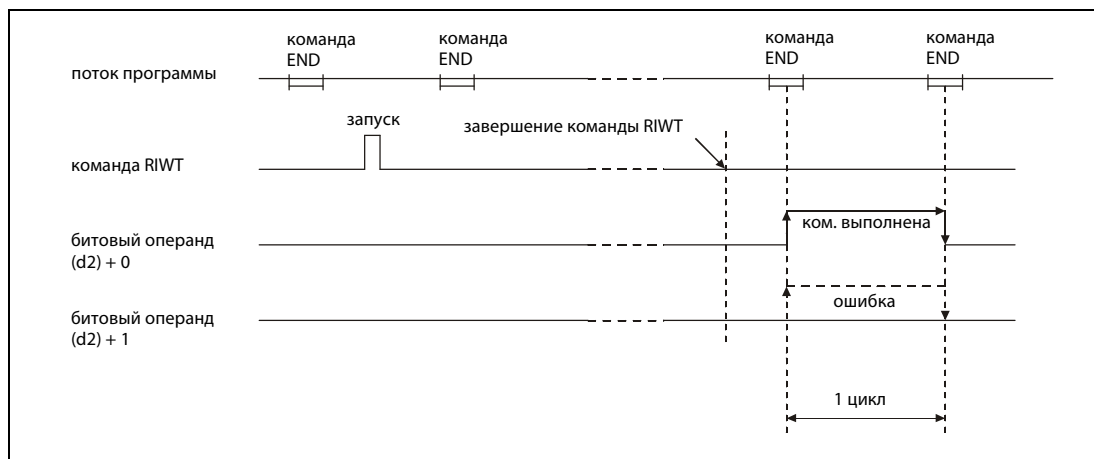 команда
END
команда
END
команда
END
команда
END
поток программы
запуск
завершение команды RIWT
команда RIWT
ком. выполнена
битовый операнд
(d2) + 0
ошибка
битовый операнд
(d2) + 1
1 цикл